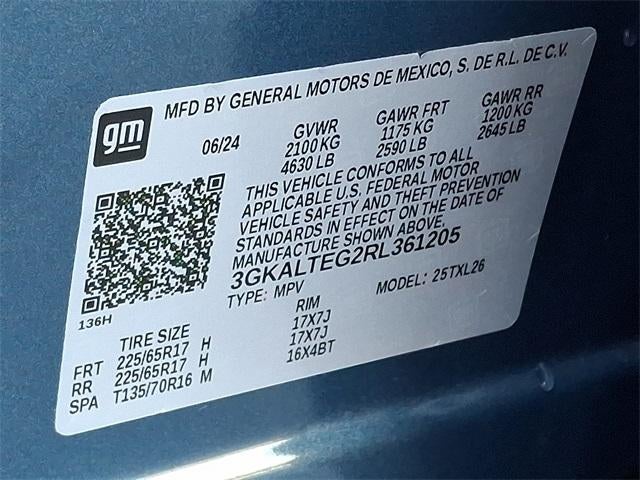 gm
MFD BY GENERAL MOTORS DE MEXICO, S. DE R.L. DE C.V.
06/24 GVWR GAWR FRT GAWR RR
2100 KG 1175 KG 1200 KG
4630 LB 2590 LB 2645 LB
THIS VEHICLE CONFORMS TO ALL
APPLICABLE U.S. FEDERAL MOTOR
VEHICLE SAFETY AND THEFT PREVENTION
STANDARDS IN EFFECT ON THE DATE OF
MANUFACTURE SHOWN ABOVE.
3GKALTEG2RL361205
TYPE: MPV MODEL: 25TXL26
136H
TIRE SIZE RIM
FRT 225/65R17 H 17X7J
RR 225/65R17 H 17X7J
SPA T135/70R16 M 16X4BT